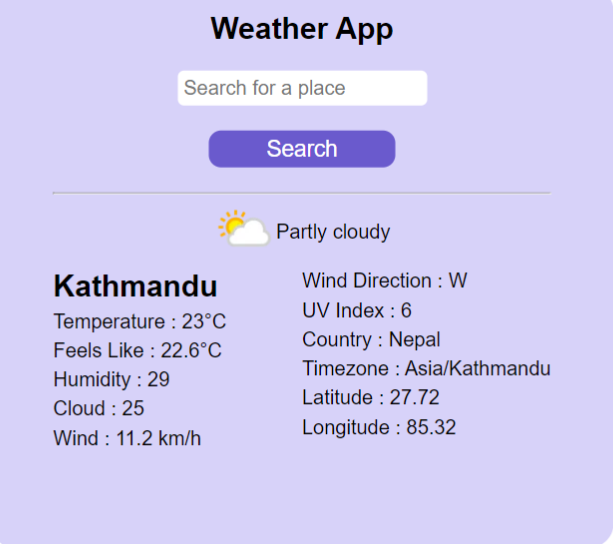 Weather App
Search for a place
Search
Partly cloudy
Kathmandu
Temperature : 23°C
Feels Like : 22.6°C
Humidity : 29
Cloud : 25
Wind : 11.2 km/h
Wind Direction : W
UV Index : 6
Country : Nepal
Timezone : Asia/Kathmandu
Latitude : 27.72
Longitude : 85.32